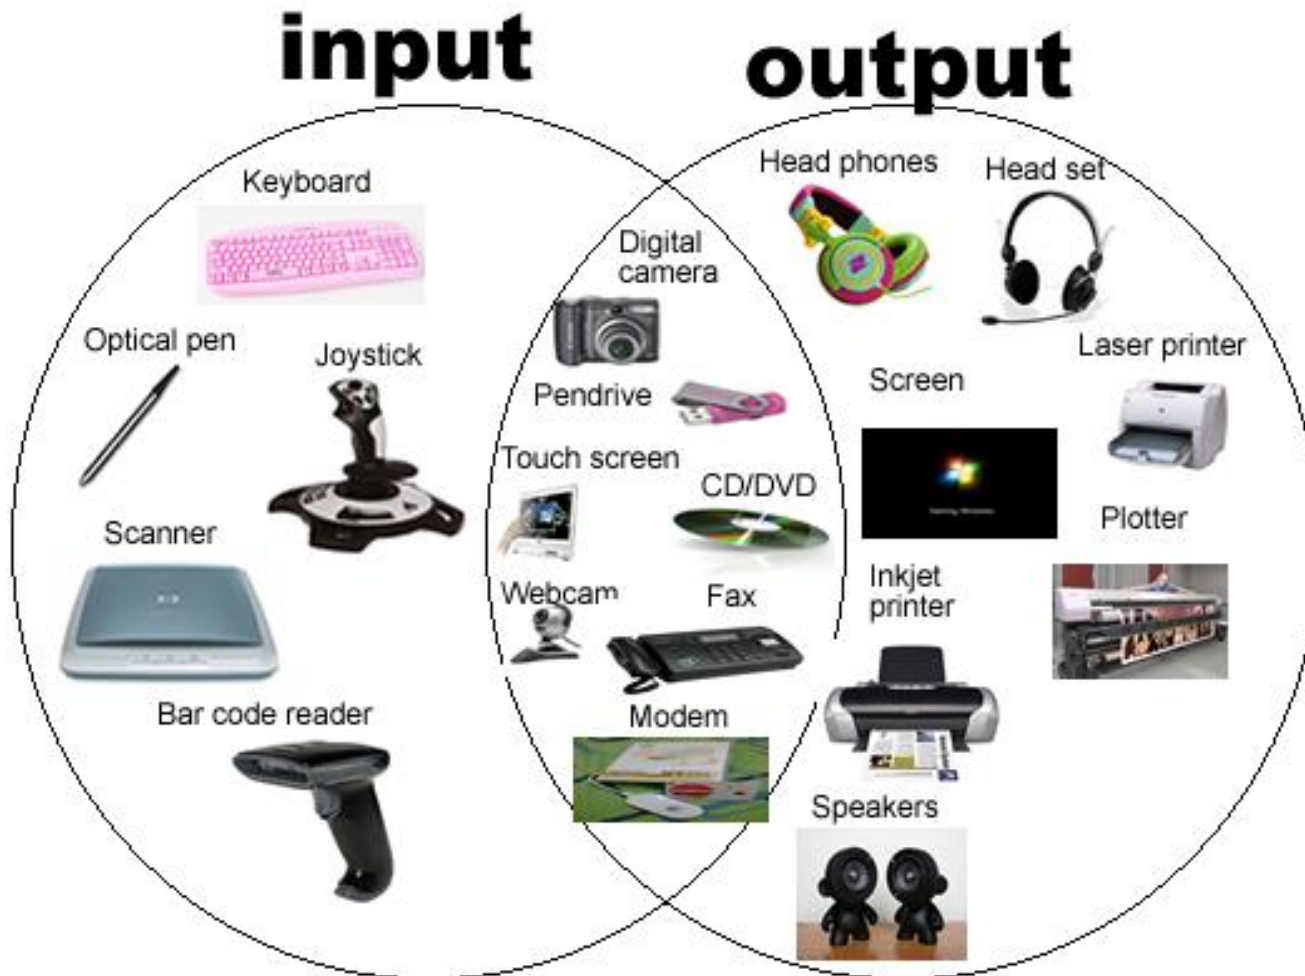 input
output
Keyboard
Optical pen
Joystick
Scanner
Bar code reader
Digital
camera
Pendrive
Touch screen
CD/DVD
Webcam
Fax
Modem
Head phones
Head set
Laser printer
Screen
Plotter
Inkjet
printer
Speakers